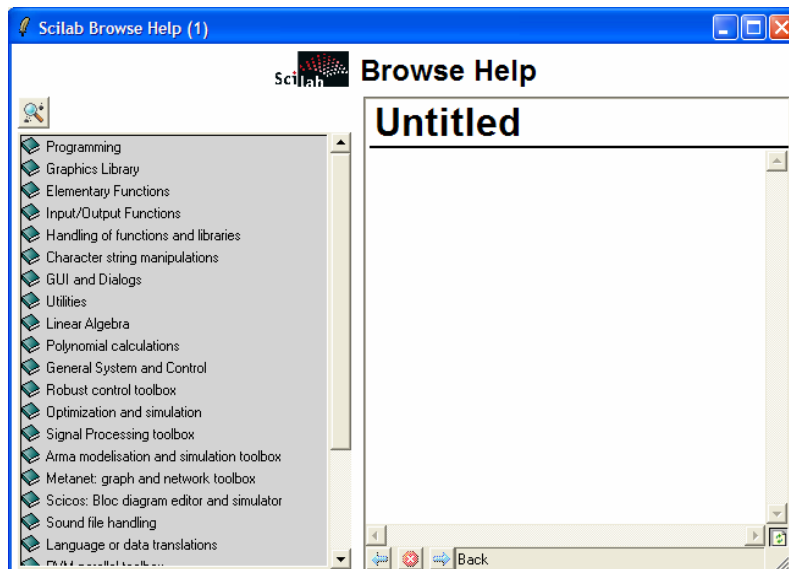 Scilab Browse Help (1)
Scilab
Browse Help
Untitled
Programming
Graphics Library
Elementary Functions
Input/Output Functions
Handling of functions and libraries
Character string manipulations
GUI and Dialogs
Utilities
Linear Algebra
Polynomial calculations
General System and Control
Robust control toolbox
Optimization and simulation
Signal Processing toolbox
Arma modelisation and simulation toolbox
Metanet: graph and network toolbox
Scicos: Bloc diagram editor and simulator
Sound file handling
Language or data translations
PVM parallel toolbox
Back